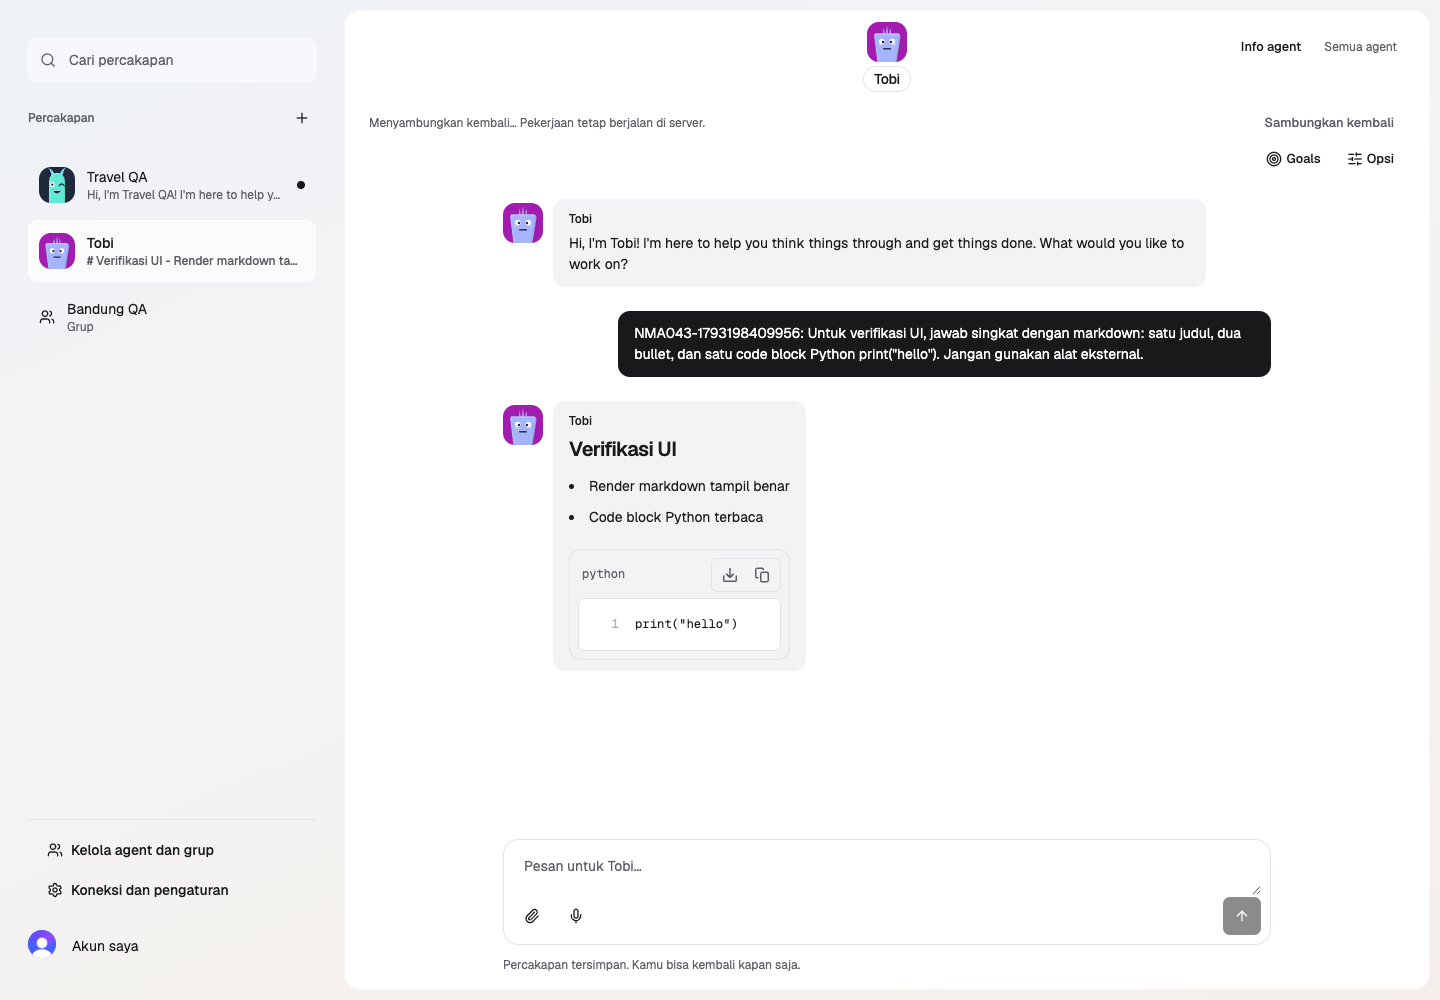 Cari percakapan
Percakapan
Travel QA
Hi, I'm Travel QA! I'm here to help y...
Tobi
# Verifikasi UI - Render markdown ta...
Bandung QA
Grup
Kelola agent dan grup
Koneksi dan pengaturan
Akun saya
Tobi
Info agent
Semua agent
Menyambungkan kembali... Pekerjaan tetap berjalan di server.
Sambungkan kembali
Goals
Opsi
Tobi
Hi, I'm Tobi! I'm here to help you think things through and get things done. What would you like to
work on?
NMA043-1793198409956: Untuk verifikasi UI, jawab singkat dengan markdown: satu judul, dua
bullet, dan satu code block Python print("hello"). Jangan gunakan alat eksternal.
Tobi
Verifikasi UI
• Render markdown tampil benar
• Code block Python terbaca
python
1 print("hello")
Pesan untuk Tobi...
Percakapan tersimpan. Kamu bisa kembali kapan saja.